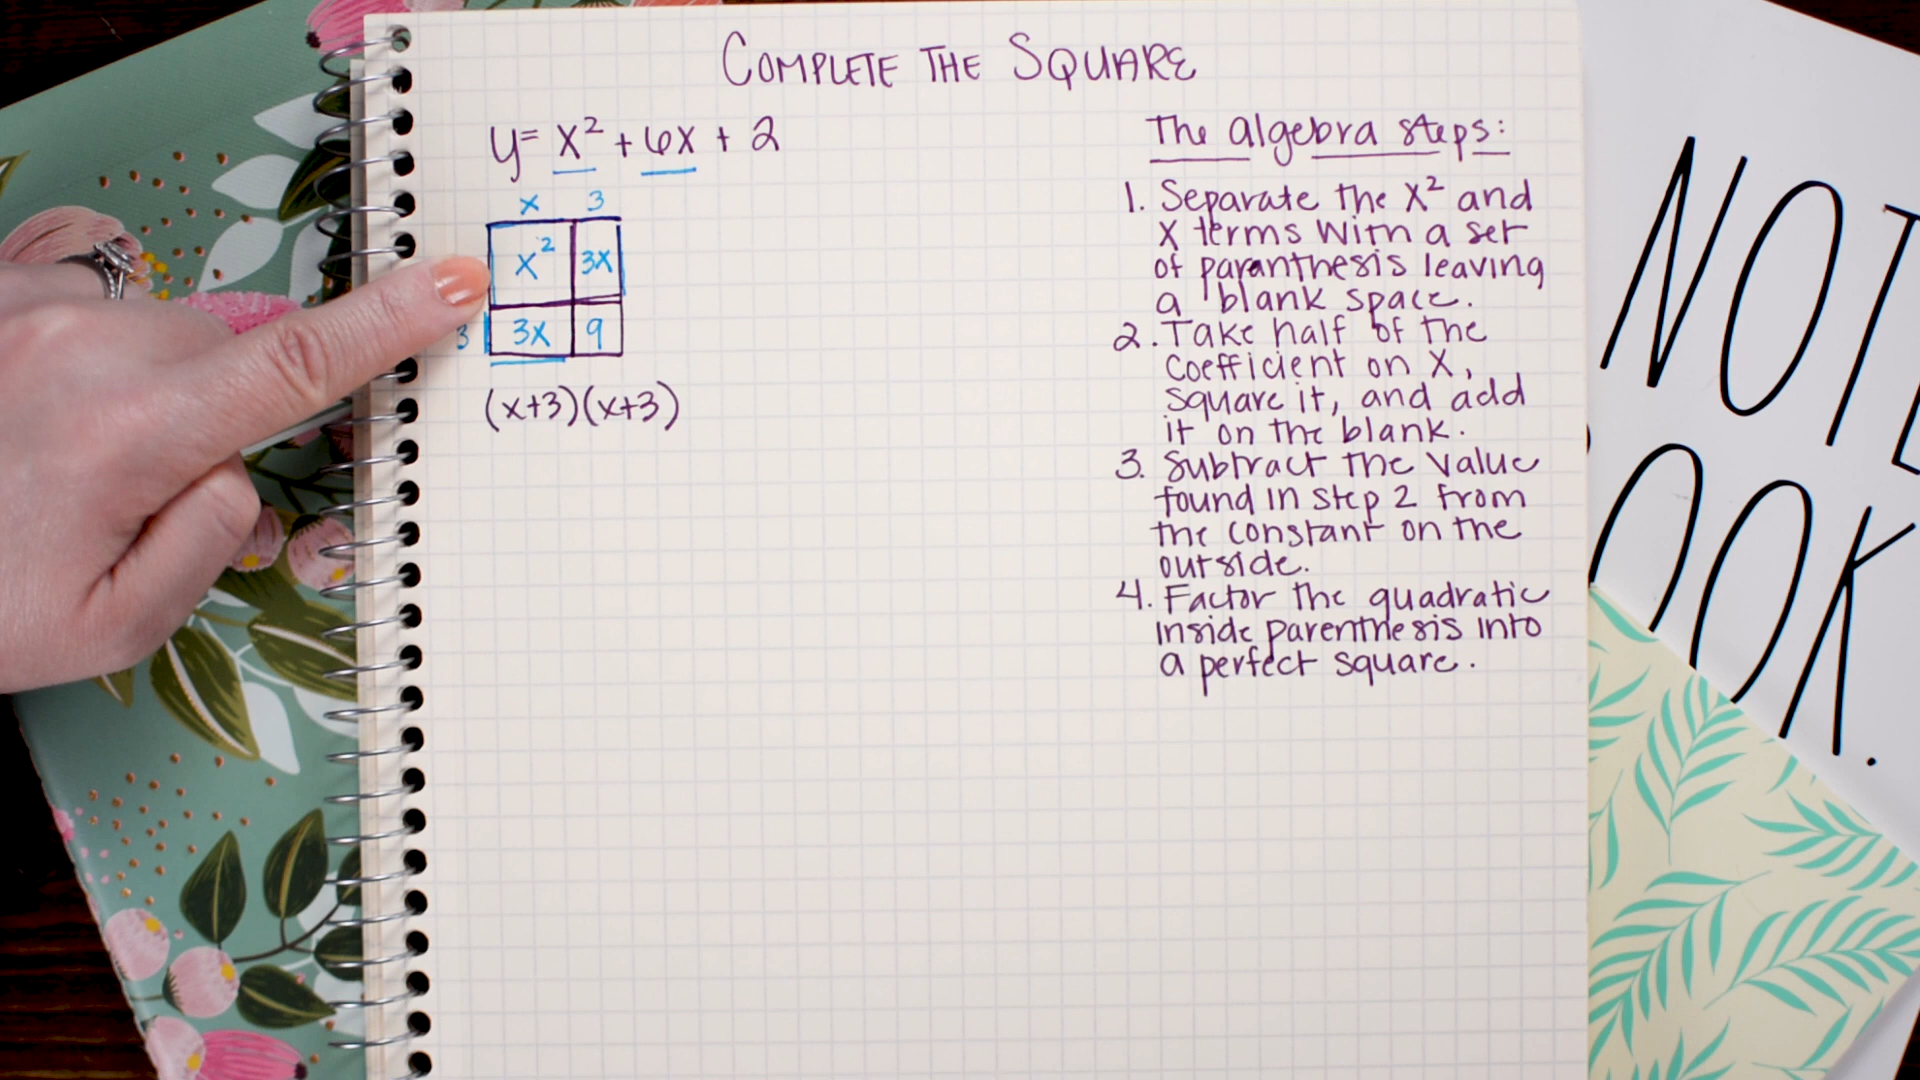 COMPLETE THE SQUARE
y= x² + 6x + 2
x 3
x² 3x
3 3x 9
(x+3)(x+3)
The algebra steps:
1. Separate the x² and
x terms with a set
of paranthesis leaving
a blank space.
2. Take half of the
coefficient on x,
square it, and add
it on the blank.
3. Subtract the value
found in step 2 from
the constant on the
outside.
4. Factor the quadratic
inside parenthesis into
a perfect square.
NOTE
OOK.